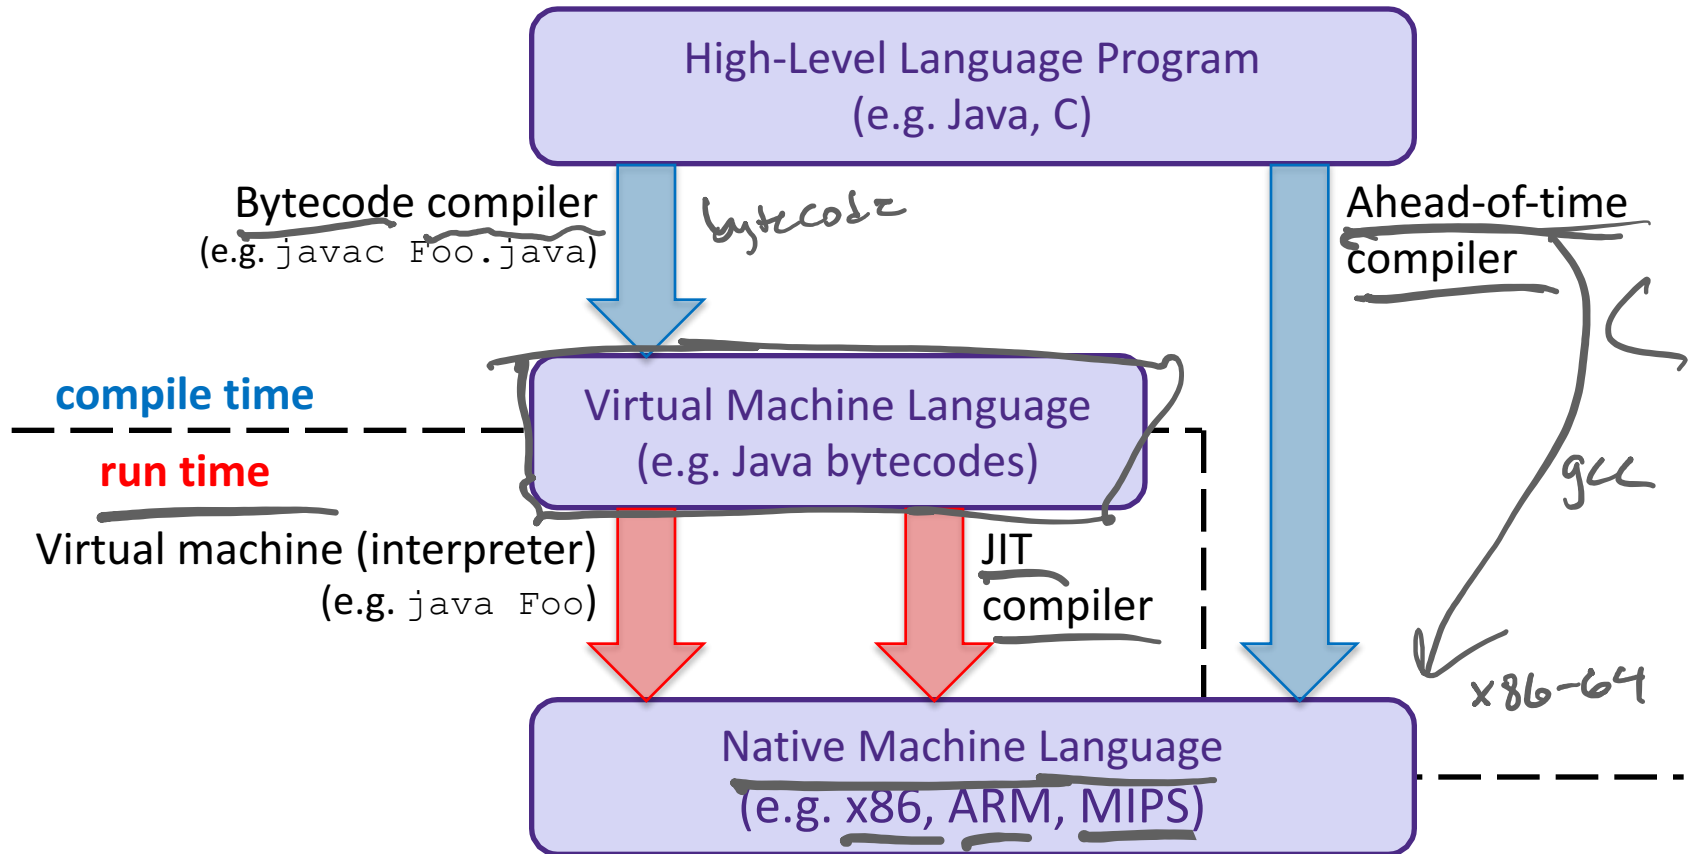 High-Level Language Program
(e.g. Java, C)
Bytecode compiler
(e.g. javac Foo.java)
bytecode
Ahead-of-time
compiler
C
compile time
Virtual Machine Language
(e.g. Java bytecodes)
run time
gcc
Virtual machine (interpreter)
(e.g. java Foo)
JIT
compiler
x86-64
Native Machine Language
(e.g. x86, ARM, MIPS)